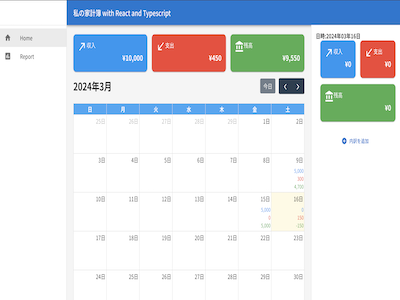 私の家計簿 with React and Typescript
Home
Report
収入
¥10,000
支出
¥450
残高
¥9,550
2024年3月
今日
日 月 火 水 木 金 土
25日 26日 27日 28日 29日 1日 2日
3日 4日 5日 6日 7日 8日 9日
5,000
300
4,700
10日 11日 12日 13日 14日 15日 16日
5,000 0
0 150
5,000 -150
17日 18日 19日 20日 21日 22日 23日
24日 25日 26日 27日 28日 29日 30日
日時:2024年03年16日
収入
¥0
支出
¥0
残高
¥0
内訳を追加